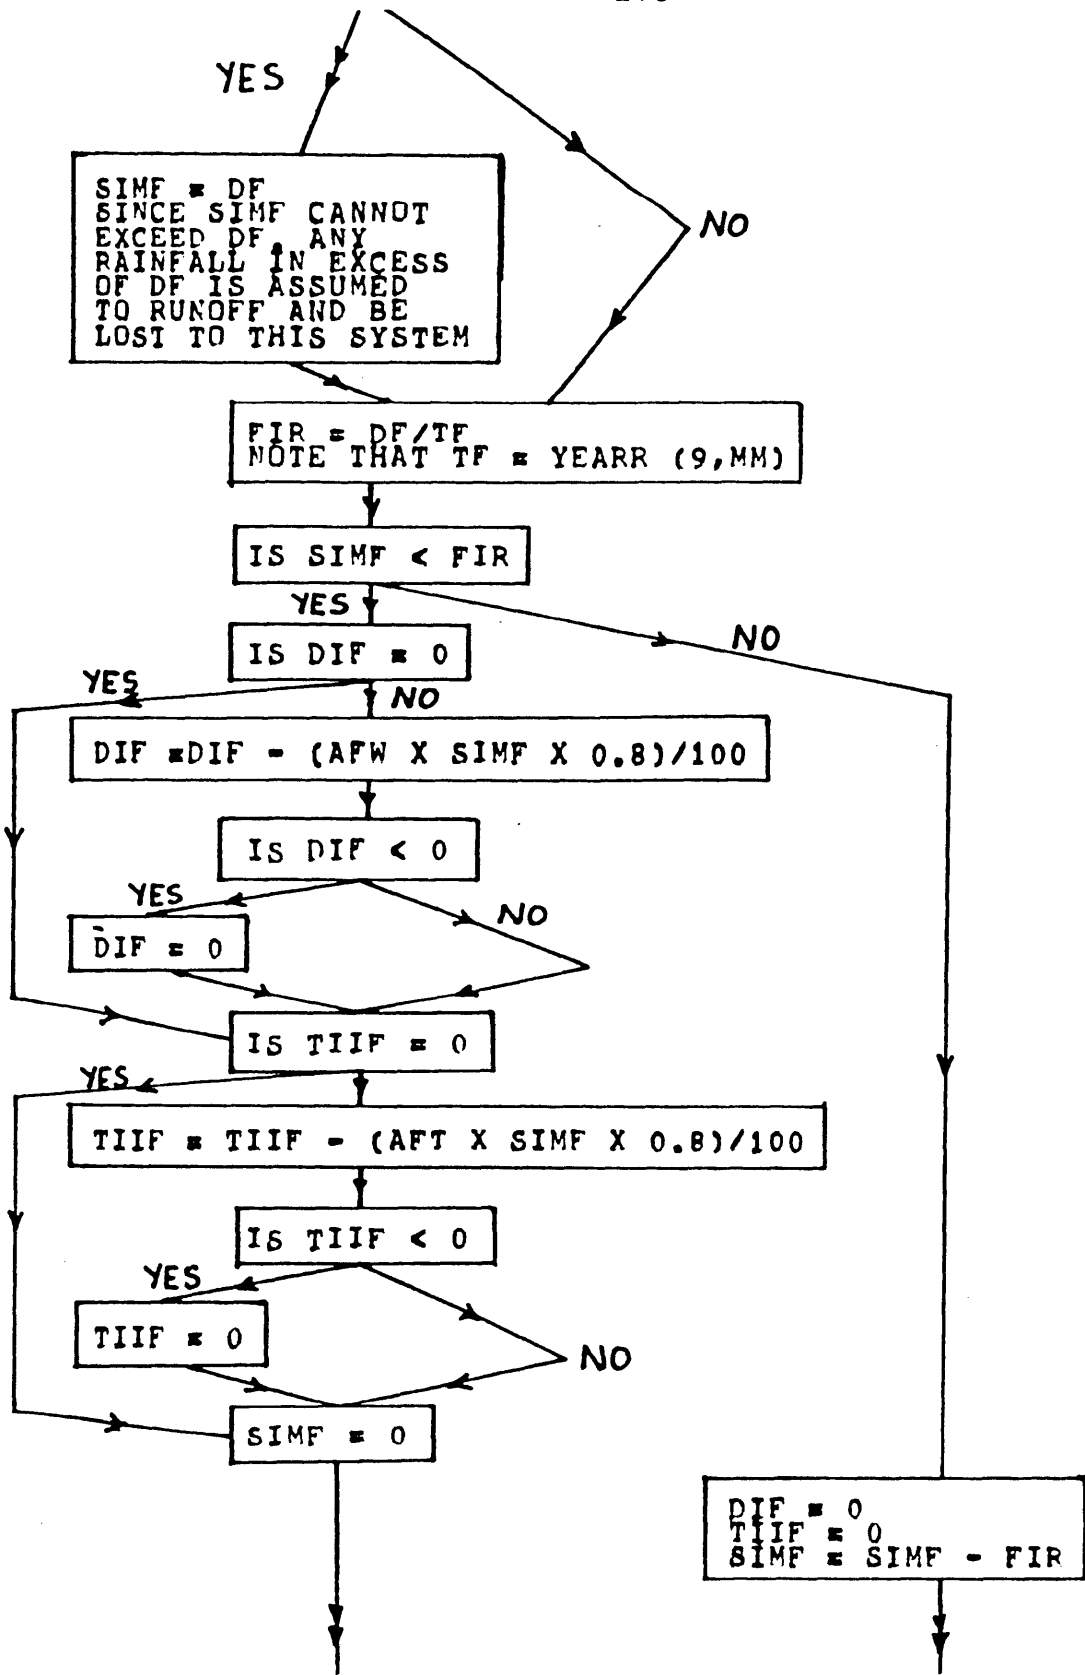 YES
SIMF = DF
SINCE SIMF CANNOT
EXCEED DF, ANY
RAINFALL IN EXCESS
OF DF IS ASSUMED
TO RUNOFF AND BE
LOST TO THIS SYSTEM
NO
FIR = DF/TF
NOTE THAT TF = YEARR (9,MM)
IS SIMF < FIR
YES
NO
IS DIF = 0
YES
NO
DIF =DIF - (AFW X SIMF X 0.8)/100
IS DIF < 0
YES
NO
DIF = 0
IS TIIF = 0
YES
TIIF = TIIF - (AFT X SIMF X 0.8)/100
IS TIIF < 0
YES
TIIF = 0
NO
SIMF = 0
DIF = 0
TIIF = 0
SIMF = SIMF - FIR